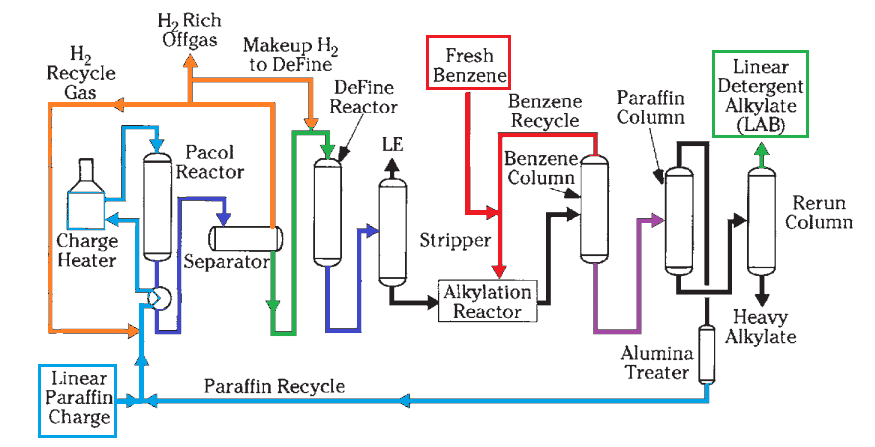 H2 Rich
Offgas
Makeup H2
to DeFine
H2
Recycle
Gas
DeFine
Reactor
Fresh
Benzene
Benzene
Recycle
Paraffin
Column
Linear
Detergent
Alkylate
(LAB)
Pacol
Reactor
LE
Benzene
Column
Rerun
Column
Charge
Heater
Separator
Stripper
Alkylation
Reactor
Heavy
Alkylate
Alumina
Treater
Linear
Paraffin
Charge
Paraffin Recycle